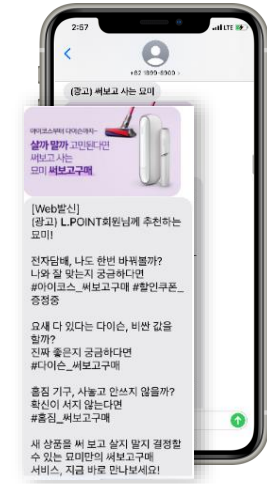 2:57
LTE
+82 1899-8900
(광고) 써보고 사는 묘미
아이코스부터 다이슨까지~
살까 말까 고민된다면
써보고 사는
묘미 써보고구매
[Web발신]
(광고) L.POINT회원님께 추천하는
묘미!
전자담배, 나도 한번 바꿔볼까?
나와 잘 맞는지 궁금하다면
#아이코스_써보고구매 #할인쿠폰_
증정중
요새 다 있다는 다이슨, 비싼 값을
할까?
진짜 좋은지 궁금하다면
#다이슨_써보고구매
홈짐 기구, 사놓고 안쓰지 않을까?
확신이 서지 않는다면
#홈짐_써보고구매
새 상품을 써 보고 살지 말지 결정할
수 있는 묘미만의 써보고구매
서비스, 지금 바로 만나보세요!